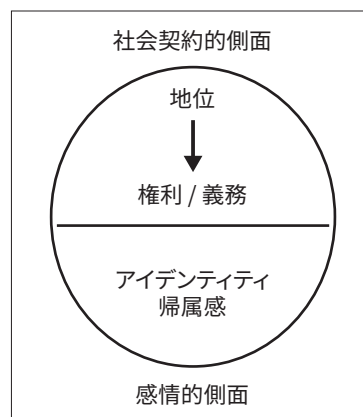 社会契約的側面
地位
権利 / 義務
アイデンティティ
帰属感
感情的側面